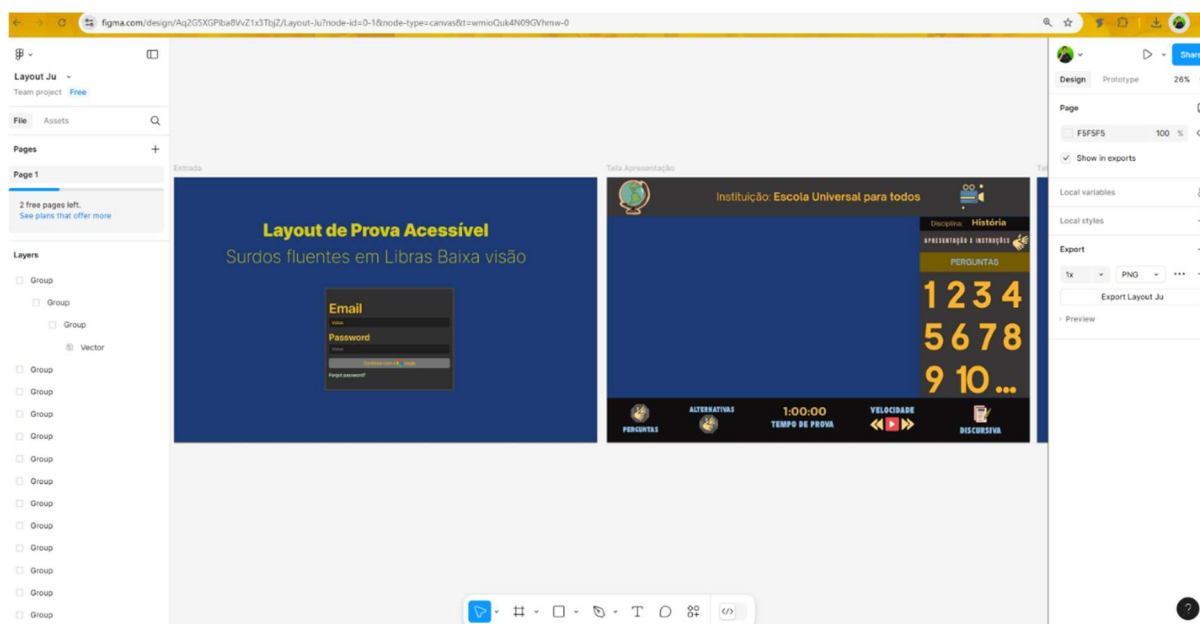 figma.com/design/Aq2G5XGPlba8VvZ1x3TbjZ/Layout-Ju?node-id=0-1&node-type=canvas&t=wmioQuk4N09GVhmw-0
Layout Ju
Team project Free
File Assets
Pages
Page 1
2 free pages left.
See plans that offer more
Layers
Group
Group
Group
Vector
Group
Group
Group
Group
Group
Group
Group
Group
Group
Group
Group
Group
Entrada
Layout de Prova Acessível
Surdos fluentes em Libras Baixa visão
Email
Value
Password
Value
Forgot password?
Tela Apresentação
Instituição: Escola Universal para todos
Disciplina: História
APRESENTAÇÃO E INSTRUÇÕES
PERGUNTAS
1 2 3 4
5 6 7 8
9 10...
PERGUNTAS
ALTERNATIVAS
1:00:00
TEMPO DE PROVA
VELOCIDADE
DISCURSIVA
Share
Design Prototype 26%
Page
F5F5F5 100 %
Show in exports
Local variables
Local styles
Export
1x PNG
Export Layout Ju
Preview
?